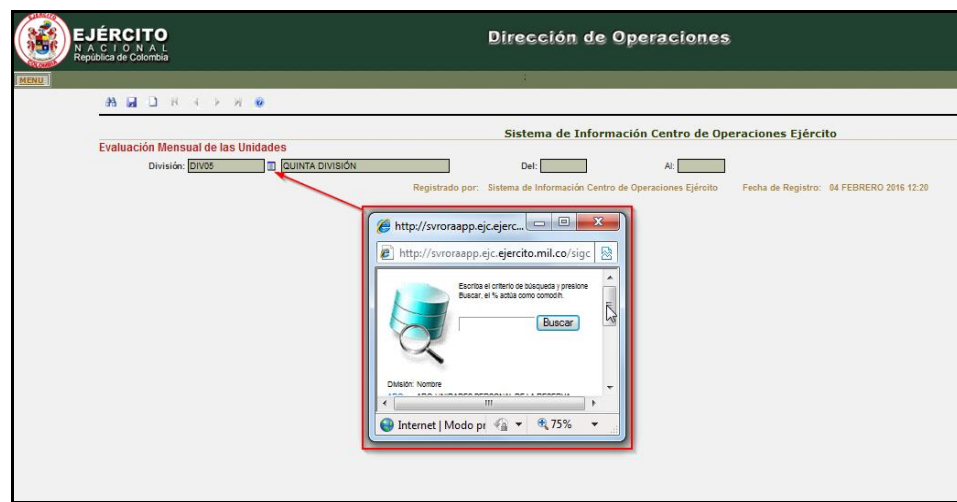 EJÉRCITO
NACIONAL
República de Colombia
COLOMBIA
Dirección de Operaciones
MENU
Sistema de Información Centro de Operaciones Ejército
Evaluación Mensual de las Unidades
División: DIV05 QUINTA DIVISIÓN Del: Al:
Registrado por: Sistema de Información Centro de Operaciones Ejército Fecha de Registro: 04 FEBRERO 2016 12:20
http://svroraapp.ejc.ejerc...
http://svroraapp.ejc.ejercito.mil.co/sigc
Escriba el criterio de búsqueda y presione
Buscar, el % actúa como comodín.
Buscar
División: Nombre
Internet | Modo pr 75%